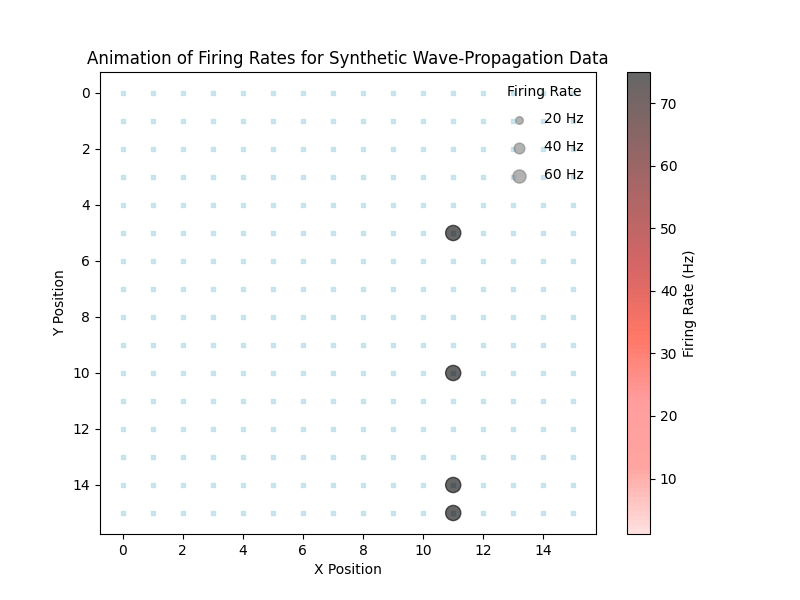 Animation of Firing Rates for Synthetic Wave-Propagation Data
Firing Rate
20 Hz
40 Hz
60 Hz
0
2
4
6
8
10
12
14
Y Position
0 2 4 6 8 10 12 14
X Position
70
60
50
40
30
20
10
Firing Rate (Hz)